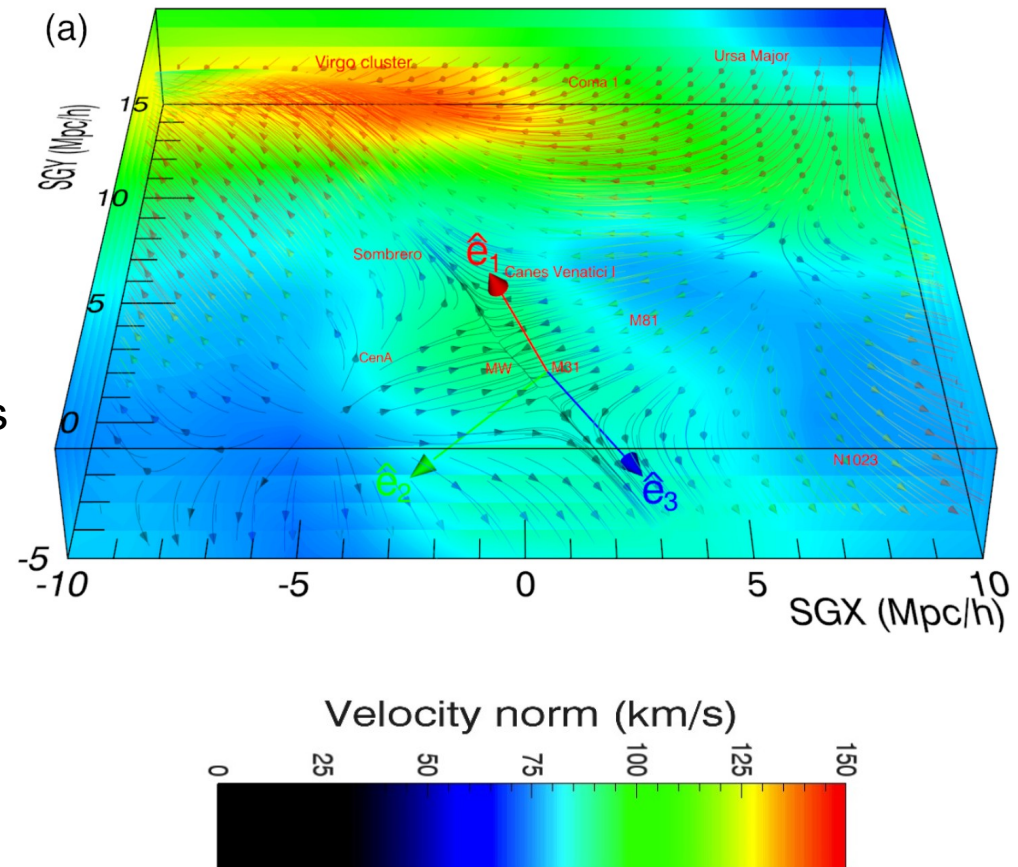 (a)
Virgo cluster
Ursa Major
Coma 1
15
SGY (Mpc/h)
10
Sombrero
ê1
Canes Venatici I
5
M81
CenA
MW
M31
s
0
N1023
ê2
ê3
-5
-10 -5 0 5 10
SGX (Mpc/h)
Velocity norm (km/s)
0 25 50 75 100 125 150